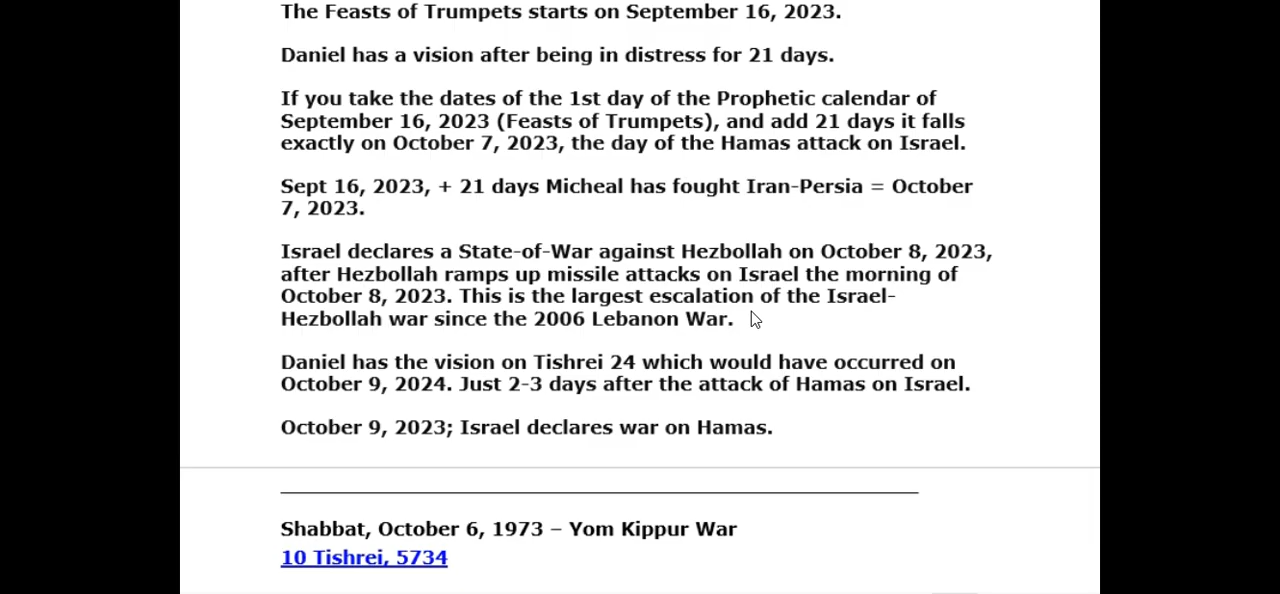 The Feasts of Trumpets starts on September 16, 2023.
Daniel has a vision after being in distress for 21 days.
If you take the dates of the 1st day of the Prophetic calendar of
September 16, 2023 (Feasts of Trumpets), and add 21 days it falls
exactly on October 7, 2023, the day of the Hamas attack on Israel.
Sept 16, 2023, + 21 days Micheal has fought Iran-Persia = October
7, 2023.
Israel declares a State-of-War against Hezbollah on October 8, 2023,
after Hezbollah ramps up missile attacks on Israel the morning of
October 8, 2023. This is the largest escalation of the Israel-
Hezbollah war since the 2006 Lebanon War.
Daniel has the vision on Tishrei 24 which would have occurred on
October 9, 2024. Just 2-3 days after the attack of Hamas on Israel.
October 9, 2023; Israel declares war on Hamas.
Shabbat, October 6, 1973 – Yom Kippur War
10 Tishrei, 5734